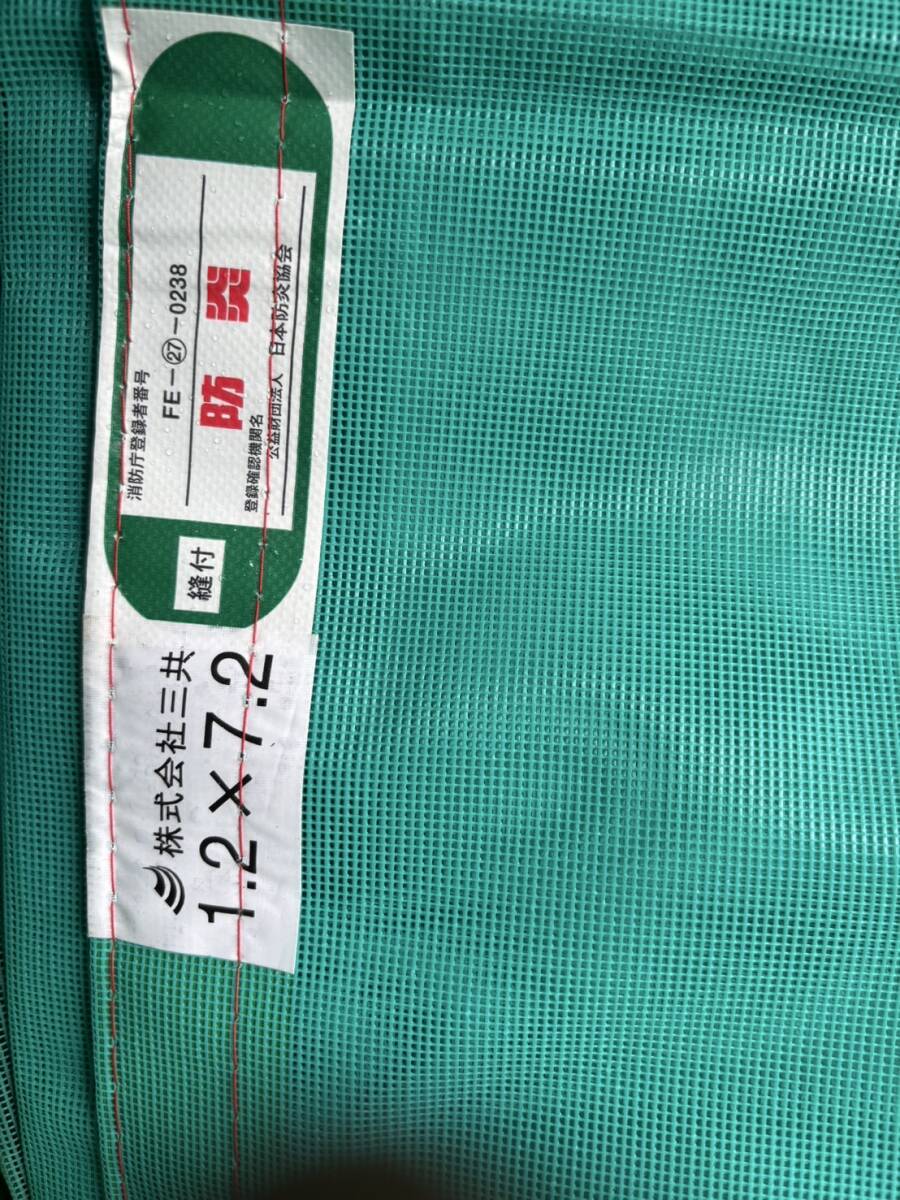 消防庁登録者番号
FE－㉗－0238
防炎
登録確認機関名
公益財団法人 日本防炎協会
縫付
株式会社三共
1.2×7.2